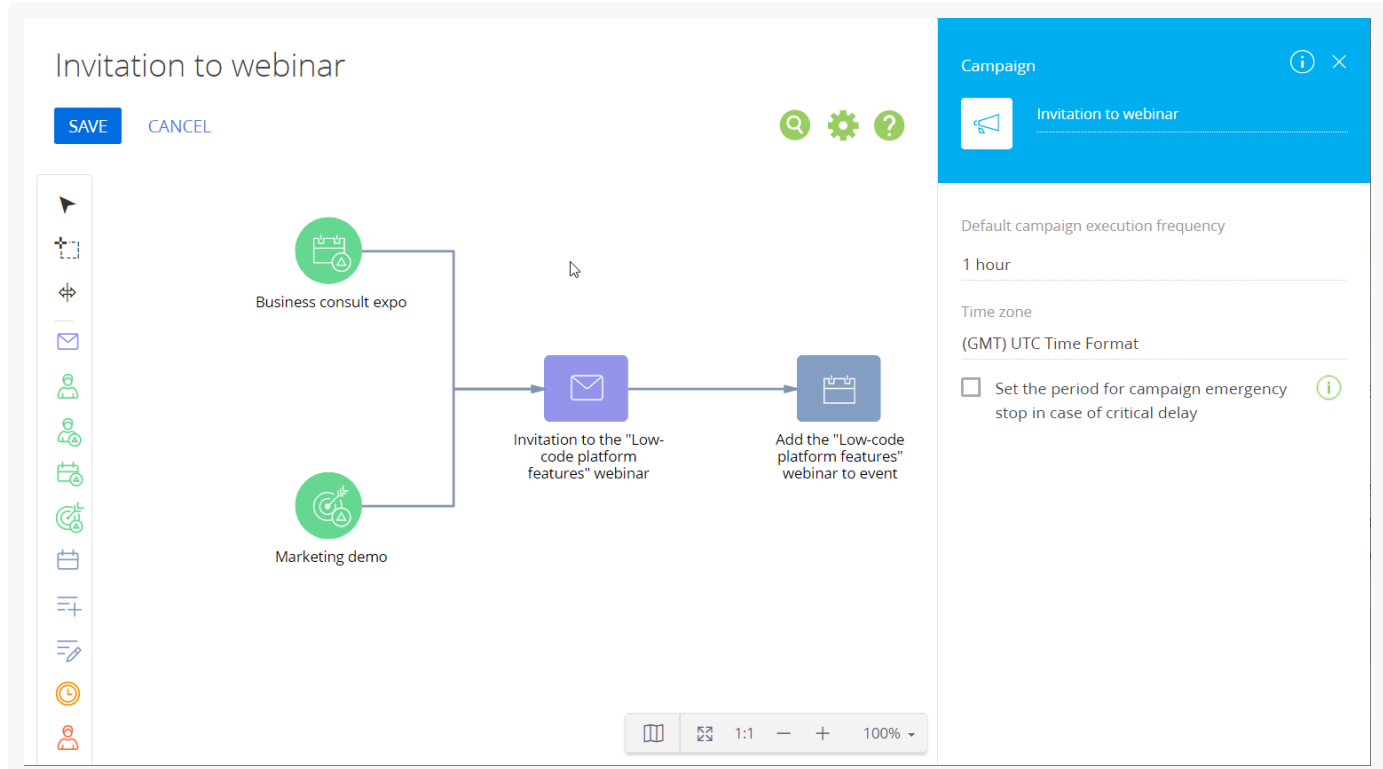 Invitation to webinar
SAVE
CANCEL
Business consult expo
Invitation to the "Low-
code platform
features" webinar
Add the "Low-code
platform features"
webinar to event
Marketing demo
1:1
100%
Campaign
Invitation to webinar
Default campaign execution frequency
1 hour
Time zone
(GMT) UTC Time Format
Set the period for campaign emergency
stop in case of critical delay